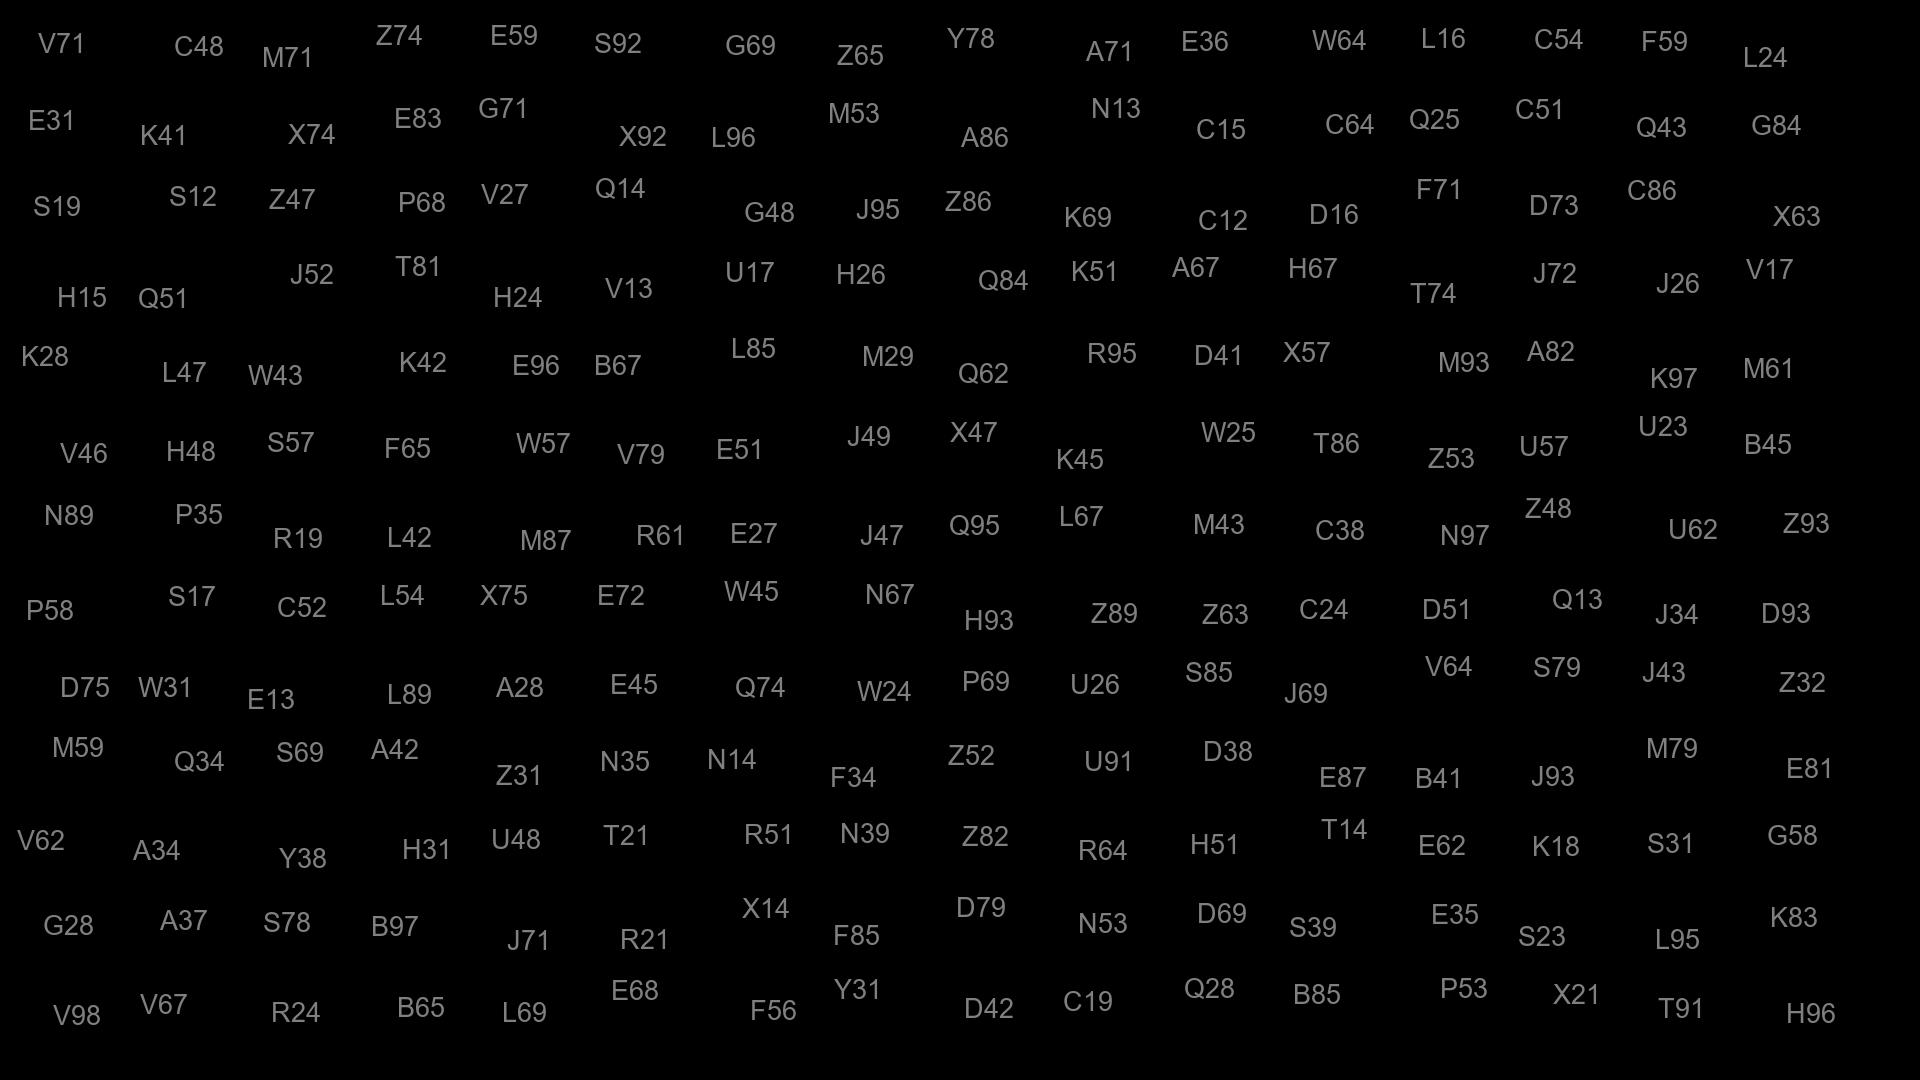 V71 C48 M71 Z74 E59 S92 G69 Z65 Y78 A71 E36 W64 L16 C54 F59 L24
E31 K41 X74 E83 G71 X92 L96 M53 A86 N13 C15 C64 Q25 C51 Q43 G84
S19 S12 Z47 P68 V27 Q14 G48 J95 Z86 K69 C12 D16 F71 D73 C86 X63
H15 Q51 J52 T81 H24 V13 U17 H26 Q84 K51 A67 H67 T74 J72 J26 V17
K28 L47 W43 K42 E96 B67 L85 M29 Q62 R95 D41 X57 M93 A82 K97 M61
V46 H48 S57 F65 W57 V79 E51 J49 X47 K45 W25 T86 Z53 U57 U23 B45
N89 P35 R19 L42 M87 R61 E27 J47 Q95 L67 M43 C38 N97 Z48 U62 Z93
P58 S17 C52 L54 X75 E72 W45 N67 H93 Z89 Z63 C24 D51 Q13 J34 D93
D75 W31 E13 L89 A28 E45 Q74 W24 P69 U26 S85 J69 V64 S79 J43 Z32
M59 Q34 S69 A42 Z31 N35 N14 F34 Z52 U91 D38 E87 B41 J93 M79 E81
V62 A34 Y38 H31 U48 T21 R51 N39 Z82 R64 H51 T14 E62 K18 S31 G58
G28 A37 S78 B97 J71 R21 X14 F85 D79 N53 D69 S39 E35 S23 L95 K83
V98 V67 R24 B65 L69 E68 F56 Y31 D42 C19 Q28 B85 P53 X21 T91 H96